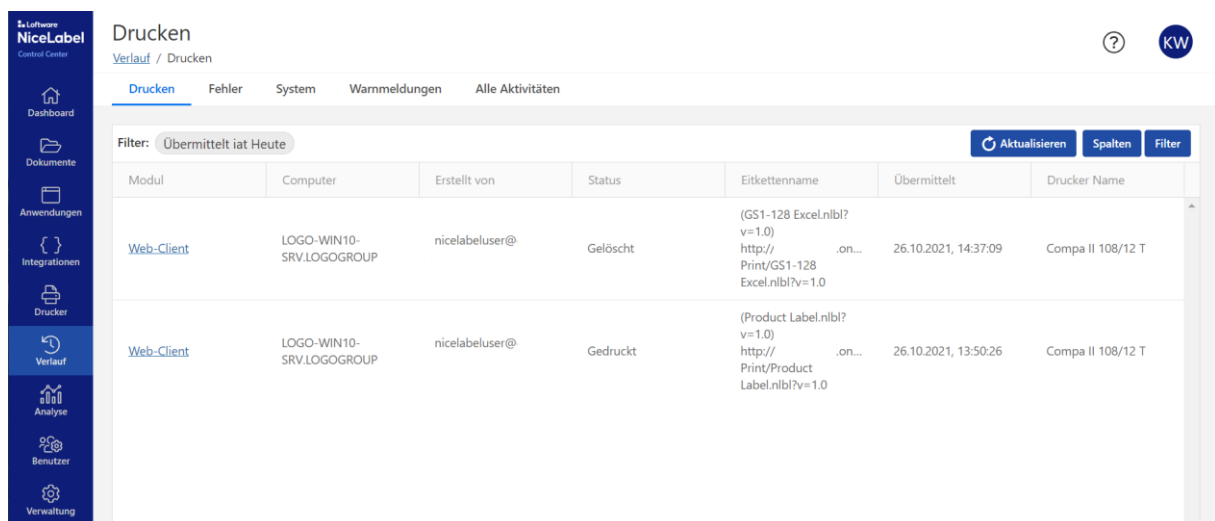 Loftware
NiceLabel
Control Center
Dashboard
Dokumente
Anwendungen
Integrationen
Drucker
Verlauf
Analyse
Benutzer
Verwaltung
Drucken
Verlauf / Drucken
KW
Drucken Fehler System Warnmeldungen Alle Aktivitäten
Filter: Übermittelt iat Heute Aktualisieren Spalten Filter
Modul Computer Erstellt von Status Eitkettenname Übermittelt Drucker Name
Web-Client
LOGO-WIN10-
SRV.LOGOGROUP
nicelabeluser@
Gelöscht
(GS1-128 Excel.nlbl?
v=1.0)
http:// .on...
Print/GS1-128
Excel.nlbl?v=1.0
26.10.2021, 14:37:09
Compa II 108/12 T
Web-Client
LOGO-WIN10-
SRV.LOGOGROUP
nicelabeluser@
Gedruckt
(Product Label.nlbl?
v=1.0)
http:// .on...
Print/Product
Label.nlbl?v=1.0
26.10.2021, 13:50:26
Compa II 108/12 T